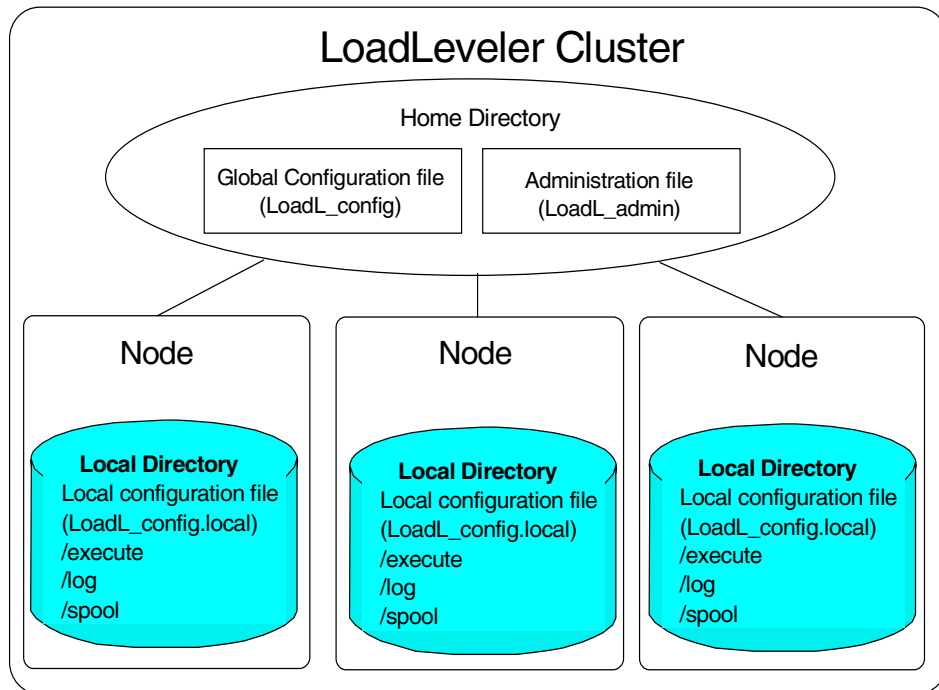 LoadLeveler Cluster
Home Directory
Global Configuration file
(LoadL_config)
Administration file
(LoadL_admin)
Node
Local Directory
Local configuration file
(LoadL_config.local)
/execute
/log
/spool
Node
Local Directory
Local configuration file
(LoadL_config.local)
/execute
/log
/spool
Node
Local Directory
Local configuration file
(LoadL_config.local)
/execute
/log
/spool